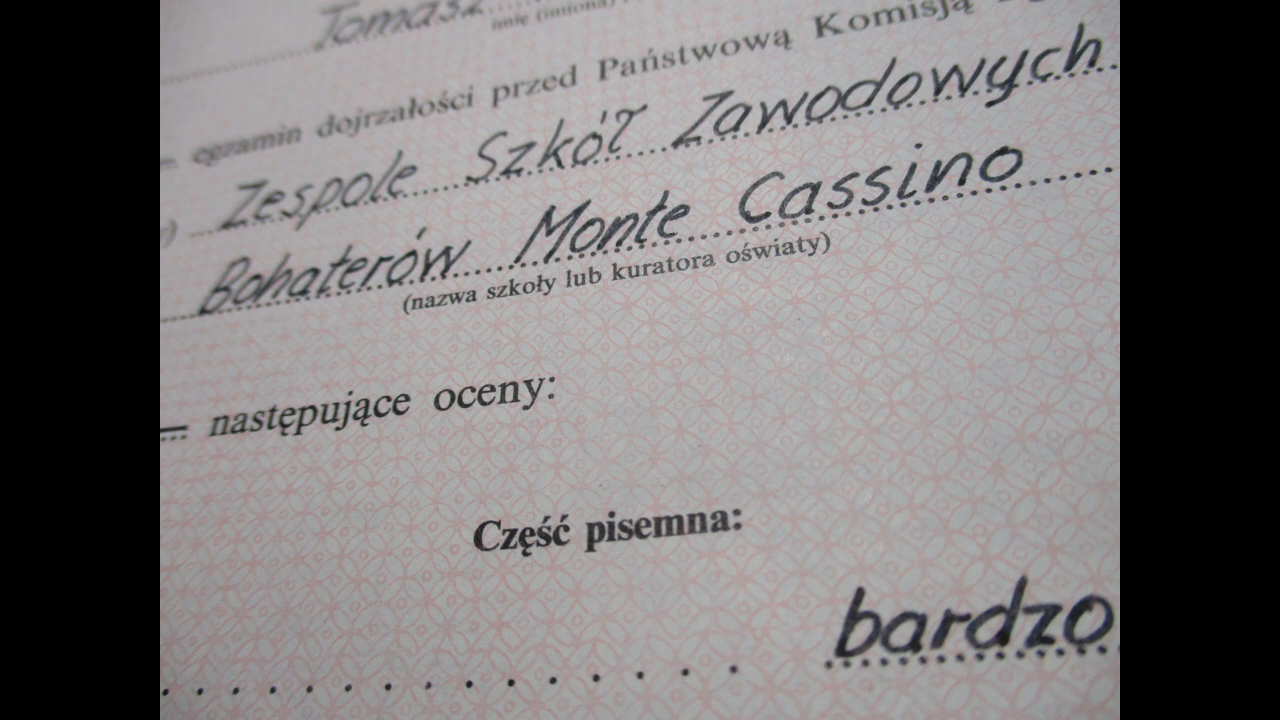 Tomasz
imię (imiona)
egzamin dojrzałości przed Państwową Komisją
Zespole Szkół Zawodowych
Bohaterów Monte Cassino
(nazwa szkoły lub kuratora oświaty)
następujące oceny:
Część pisemna:
bardzo